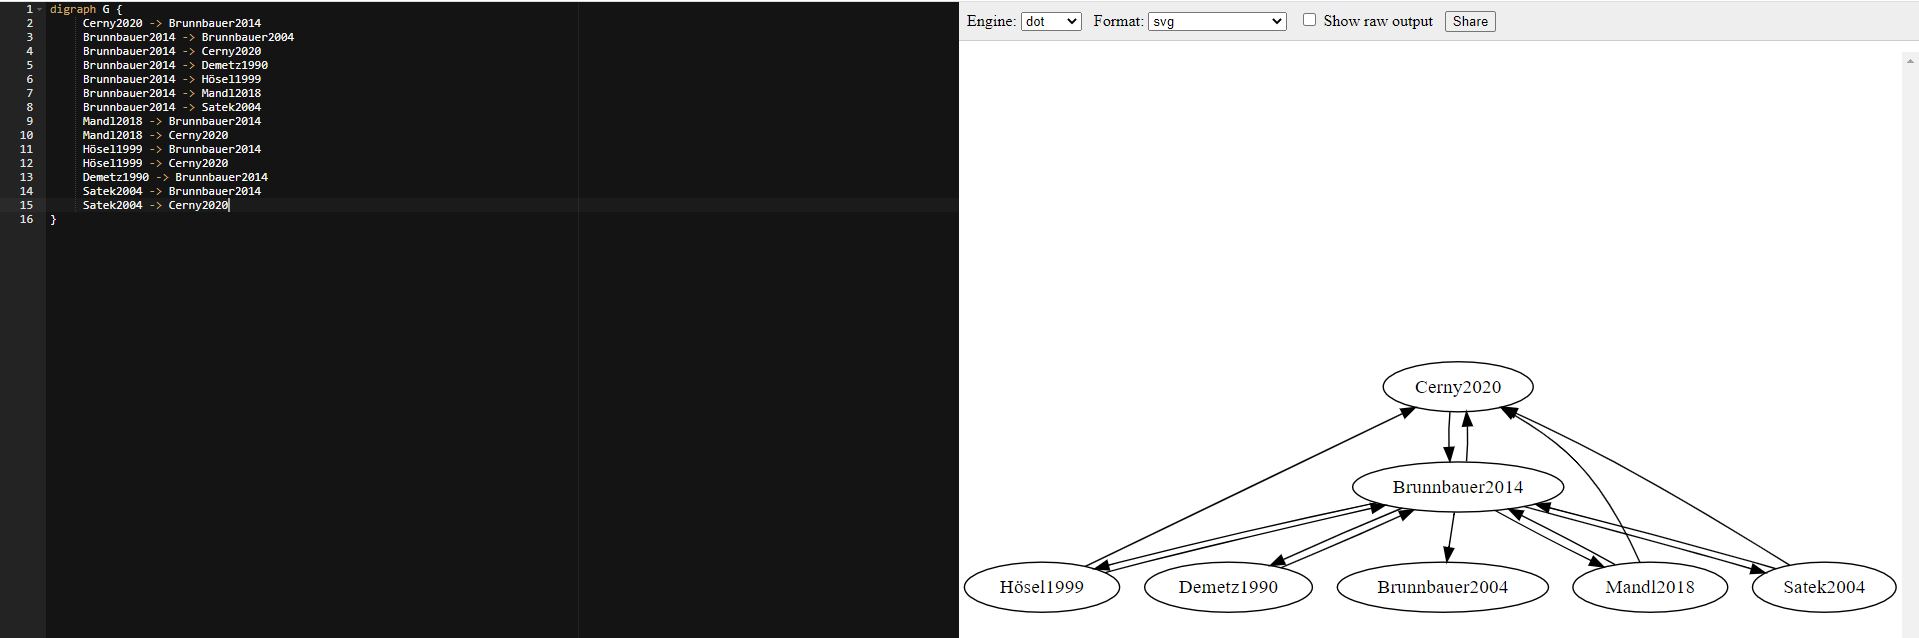 1 digraph G {
2 Cerny2020 -> Brunnbauer2014
3 Brunnbauer2014 -> Brunnbauer2004
4 Brunnbauer2014 -> Cerny2020
5 Brunnbauer2014 -> Demetz1990
6 Brunnbauer2014 -> Hösel1999
7 Brunnbauer2014 -> Mandl2018
8 Brunnbauer2014 -> Satek2004
9 Mandl2018 -> Brunnbauer2014
10 Mandl2018 -> Cerny2020
11 Hösel1999 -> Brunnbauer2014
12 Hösel1999 -> Cerny2020
13 Demetz1990 -> Brunnbauer2014
14 Satek2004 -> Brunnbauer2014
15 Satek2004 -> Cerny2020
16 }
Engine: dot Format: svg Show raw output Share
Cerny2020
Brunnbauer2014
Hösel1999 Demetz1990 Brunnbauer2004 Mandl2018 Satek2004